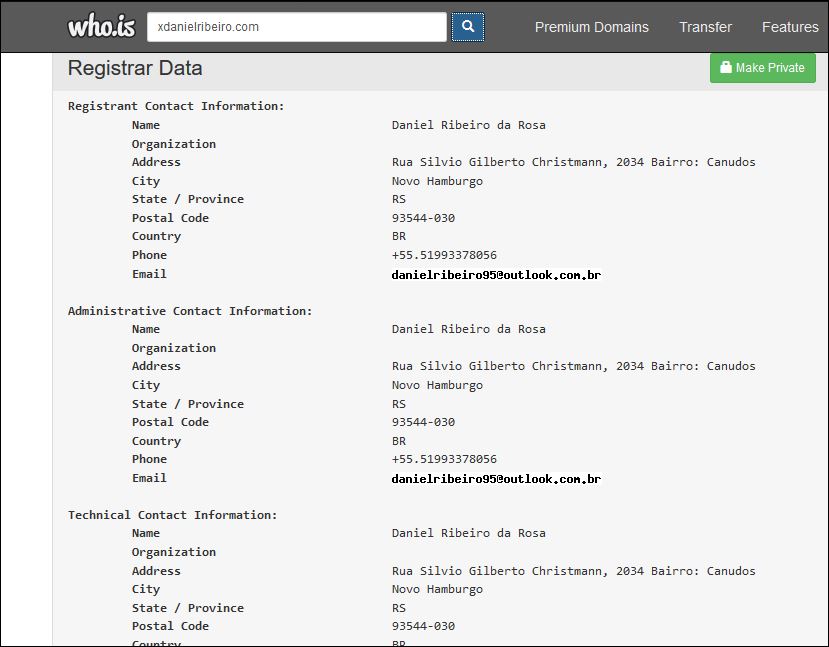 who.is xdanielribeiro.com Premium Domains Transfer Features
Registrar Data Make Private
Registrant Contact Information:
Name Daniel Ribeiro da Rosa
Organization
Address Rua Silvio Gilberto Christmann, 2034 Bairro: Canudos
City Novo Hamburgo
State / Province RS
Postal Code 93544-030
Country BR
Phone +55.51993378056
Email danielribeiro95@outlook.com.br
Administrative Contact Information:
Name Daniel Ribeiro da Rosa
Organization
Address Rua Silvio Gilberto Christmann, 2034 Bairro: Canudos
City Novo Hamburgo
State / Province RS
Postal Code 93544-030
Country BR
Phone +55.51993378056
Email danielribeiro95@outlook.com.br
Technical Contact Information:
Name Daniel Ribeiro da Rosa
Organization
Address Rua Silvio Gilberto Christmann, 2034 Bairro: Canudos
City Novo Hamburgo
State / Province RS
Postal Code 93544-030
Country BR